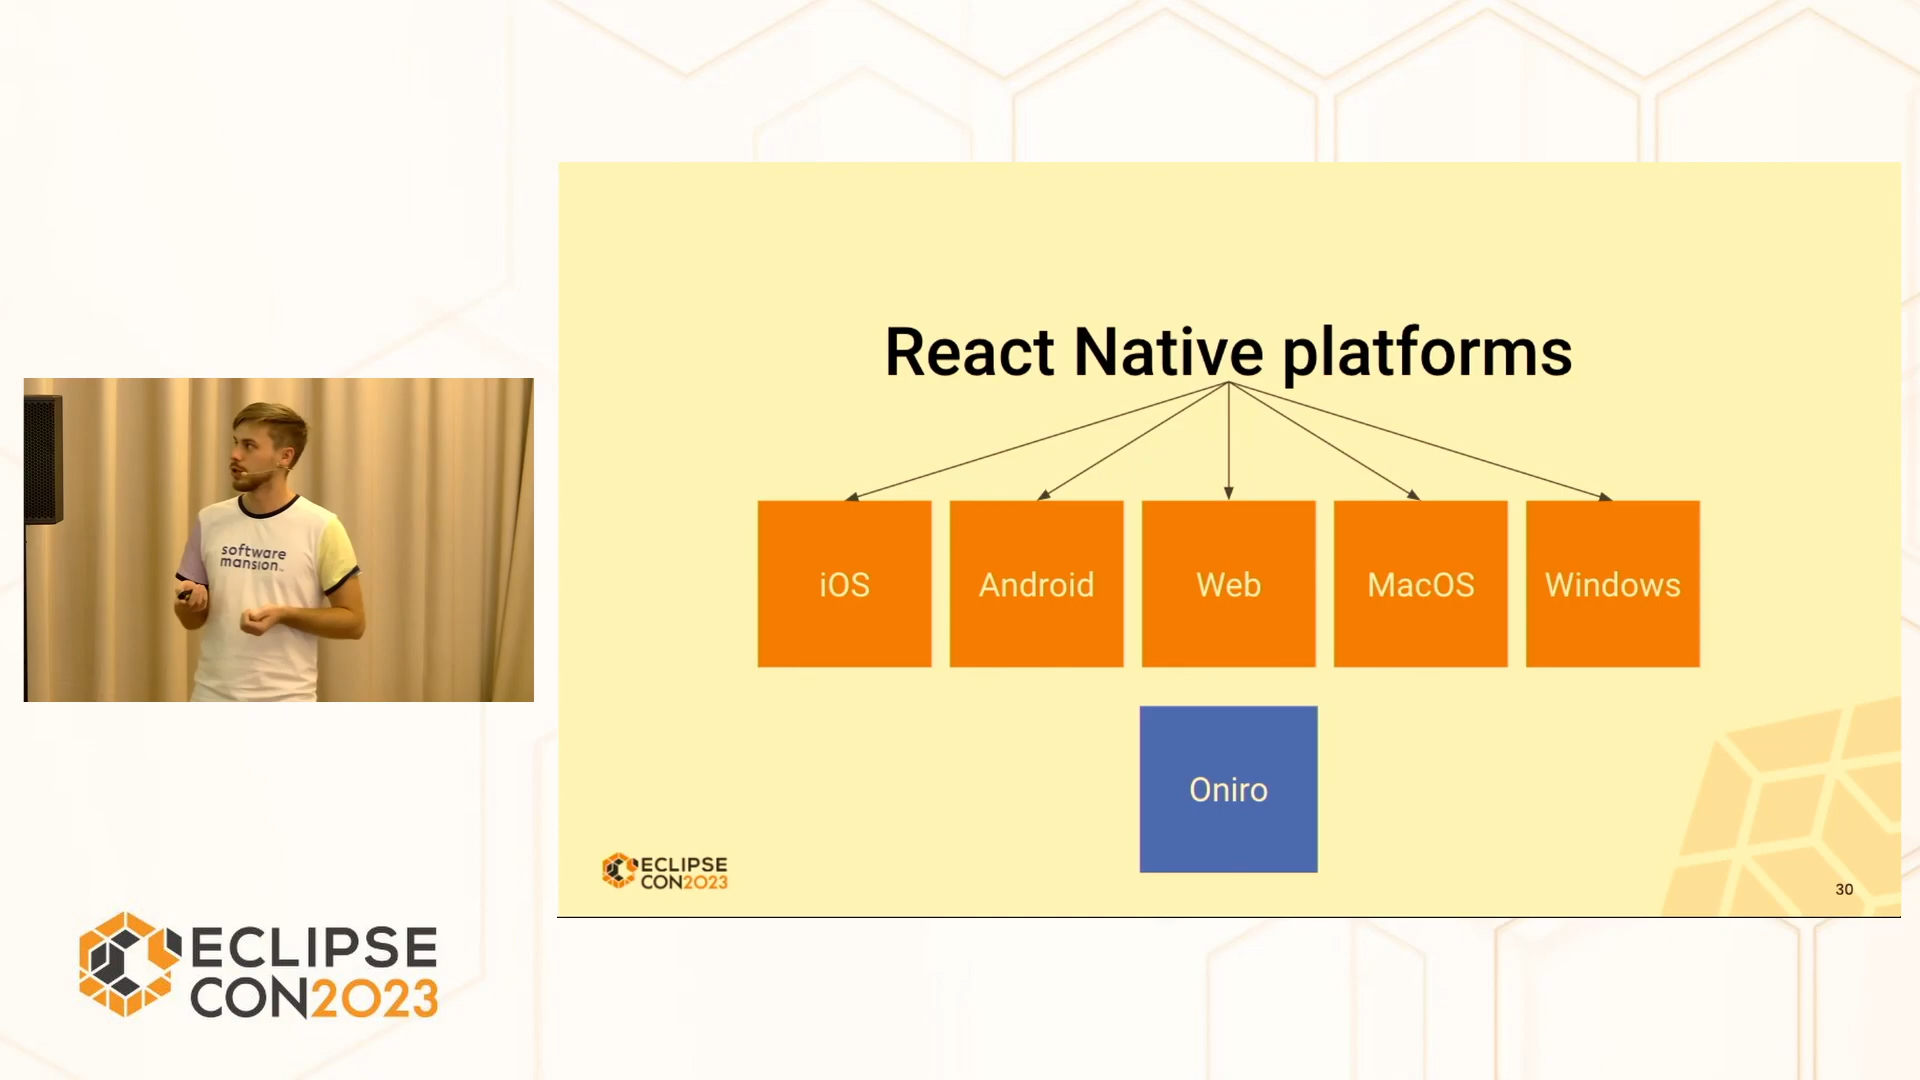 React Native platforms
iOS
Android
Web
MacOS
Windows
Oniro
ECLIPSE
CON2023
30
software
mansion
ECLIPSE
CON2023